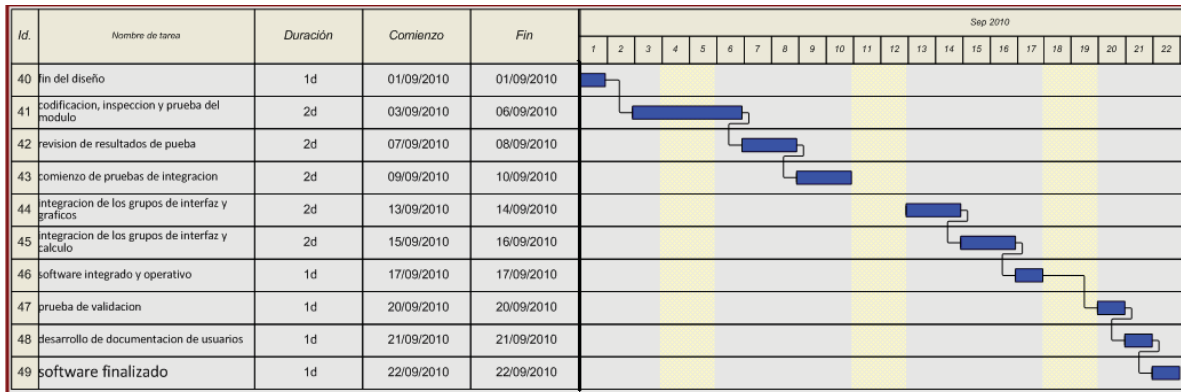 Id.	Nombre de tarea	Duración	Comienzo	Fin	Sep 2010
1 2 3 4 5 6 7 8 9 10 11 12 13 14 15 16 17 18 19 20 21 22
40 fin del diseño 1d 01/09/2010 01/09/2010
41 codificacion, inspeccion y prueba del
modulo 2d 03/09/2010 06/09/2010
42 revision de resultados de pueba 2d 07/09/2010 08/09/2010
43 comienzo de pruebas de integracion 2d 09/09/2010 10/09/2010
44 integracion de los grupos de interfaz y
graficos 2d 13/09/2010 14/09/2010
45 integracion de los grupos de interfaz y
calculo 2d 15/09/2010 16/09/2010
46 software integrado y operativo 1d 17/09/2010 17/09/2010
47 prueba de validacion 1d 20/09/2010 20/09/2010
48 desarrollo de documentacion de usuarios 1d 21/09/2010 21/09/2010
49 software finalizado 1d 22/09/2010 22/09/2010